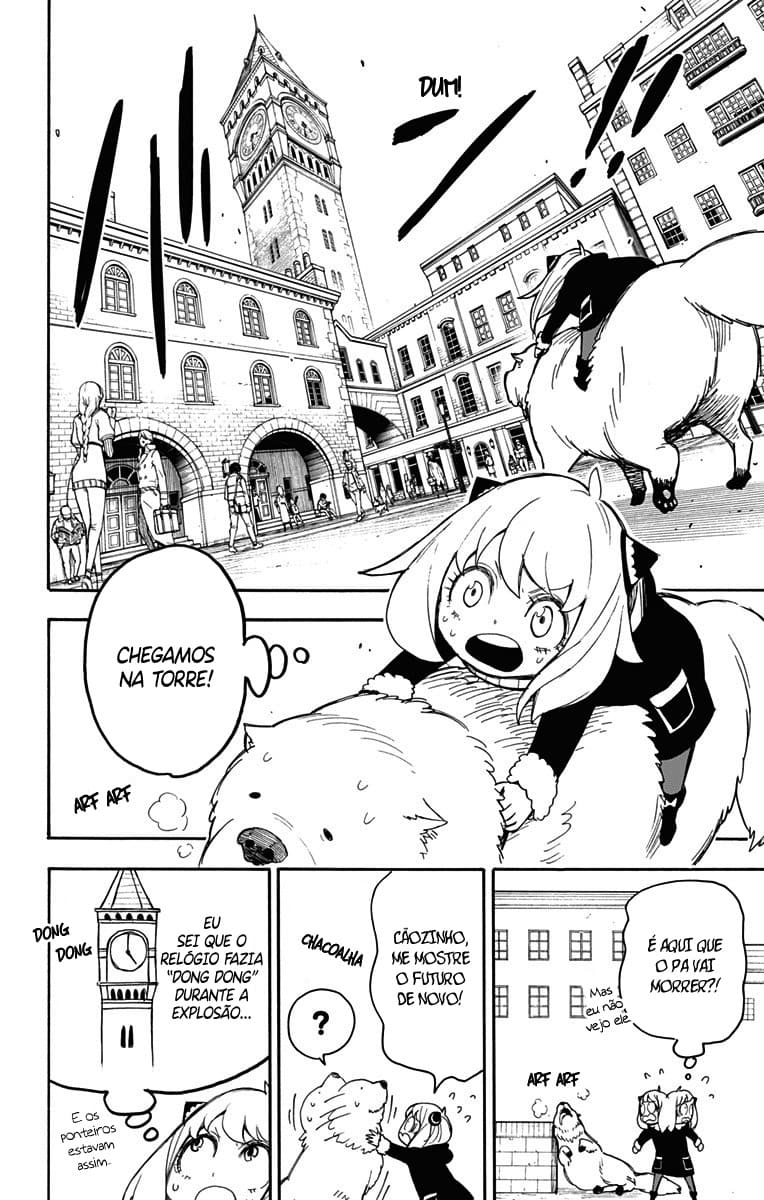 DUM!
CHEGAMOS
NA TORRE!
ARF ARF
É AQUI QUE
O PA VAI
MORRER?!
Mas
eu não
vejo ele
ARF ARF
CÃOZINHO,
ME MOSTRE
O FUTURO
DE NOVO!
CHACOALHA
?
EU
SEI QUE O
RELÓGIO FAZIA
"DONG DONG"
DURANTE A
EXPLOSÃO...
DONG
DONG
E os
ponteiros
estavam
assim.